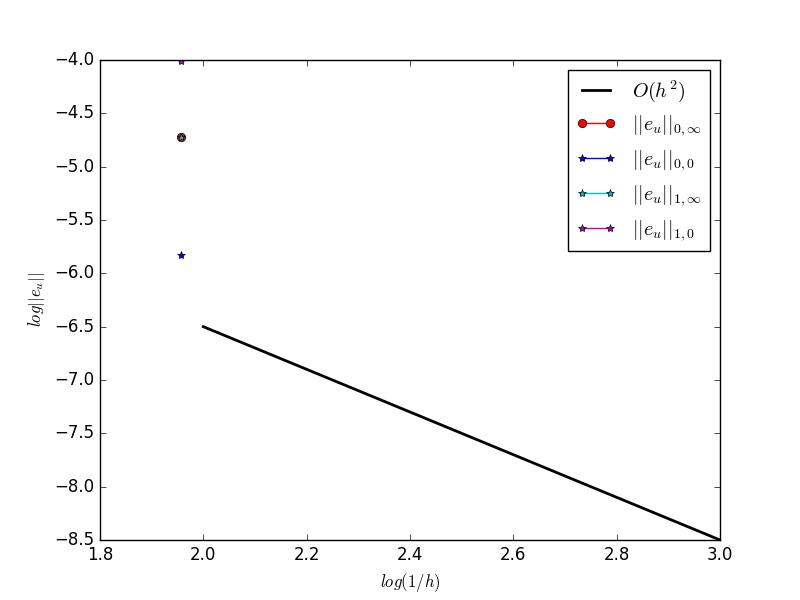 −4.0
−4.5
−5.0
−5.5
−6.0
−6.5
−7.0
−7.5
−8.0
−8.5
1.8 2.0 2.2 2.4 2.6 2.8 3.0
log(1/h)
log||e_u||
O(h^2)
||e_u||_{0,∞}
||e_u||_{0,0}
||e_u||_{1,∞}
||e_u||_{1,0}